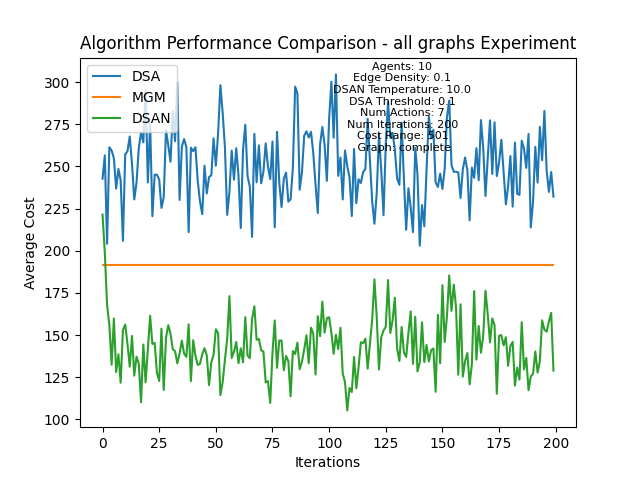 Algorithm Performance Comparison - all graphs Experiment
DSA
MGM
DSAN
Agents: 10
Edge Density: 0.1
DSAN Temperature: 10.0
DSA Threshold: 0.1
Num Actions: 7
Num Iterations: 200
Cost Range: 501
Graph: complete
Average Cost
300
275
250
225
200
175
150
125
100
0
25
50
75
100
125
150
175
200
Iterations